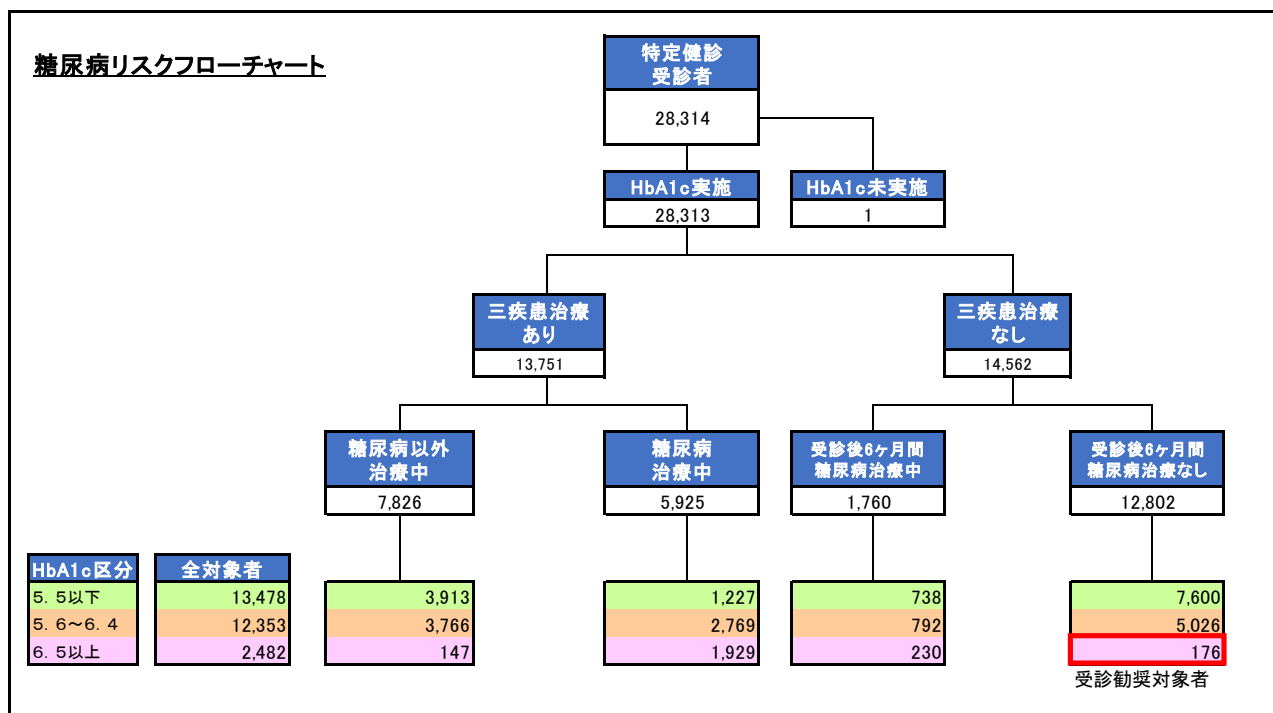 糖尿病リスクフローチャート
特定健診
受診者
28,314
HbA1c実施
28,313
HbA1c未実施
1
三疾患治療
あり
13,751
三疾患治療
なし
14,562
糖尿病以外
治療中
7,826
糖尿病
治療中
5,925
受診後6ヶ月間
糖尿病治療中
1,760
受診後6ヶ月間
糖尿病治療なし
12,802
HbA1c区分 全対象者
5．5以下 13,478 3,913 1,227 738 7,600
5．6～6．4 12,353 3,766 2,769 792 5,026
6．5以上 2,482 147 1,929 230 176
受診勧奨対象者